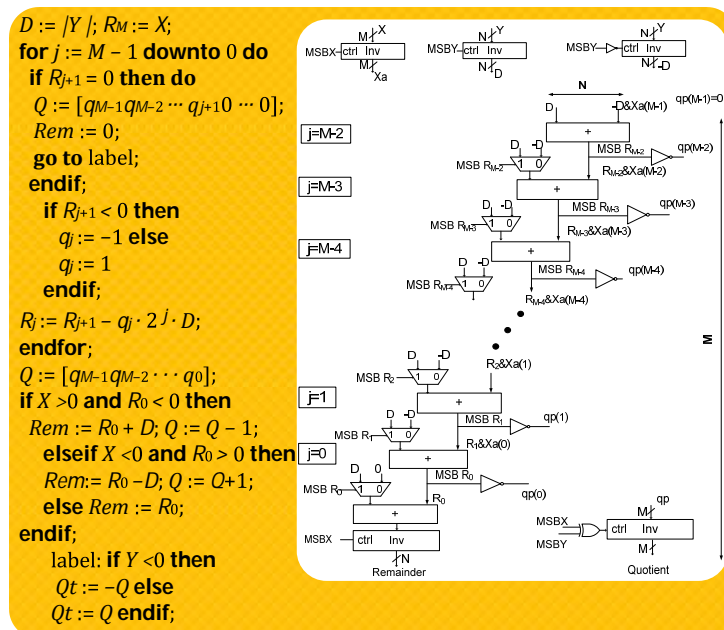 D := |Y |; RM := X;
for j := M − 1 downto 0 do
if Rj+1 = 0 then do
Q := [qM−1qM−2 ··· qj+10 ··· 0];
Rem := 0;
go to label;
endif;
if Rj+1 < 0 then
qj := −1 else
qj := 1
endif;
Rj := Rj+1 − qj · 2 j · D;
endfor;
Q := [qM−1qM−2 · · · q0];
if X >0 and R0 < 0 then
Rem := R0 + D; Q := Q − 1;
elseif X <0 and R0 > 0 then
Rem:= R0 −D; Q := Q+1;
else Rem := R0;
endif;
label: if Y <0 then
Qt := −Q else
Qt := Q endif;
M X
MSBX ctrl Inv
M
Xa
N Y
MSBY ctrl Inv
N D
N Y
MSBY ctrl Inv
N -D
N
D -D&Xa(M-1) qp(M-1)=0
j=M-2 +
D -D MSB RM-2 qp(M-2)
MSB RM-2 1 0 RM-2&Xa(M-2)
j=M-3 +
D -D MSB RM-3 qp(M-3)
MSB RM-3 1 0 RM-3&Xa(M-3)
j=M-4 +
D -D MSB RM-4 qp(M-4)
MSB RM-4 1 0 RM-4&Xa(M-4)
M
D -D R2&Xa(1)
MSB R2 1 0
j=1 +
D -D MSB R1 qp(1)
MSB R1 1 0 R1&Xa(0)
j=0 +
D 0 MSB R0 qp(0)
MSB R0 1 0 R0
+
MSBX ctrl Inv
N
Remainder
qp
M
MSBX
MSBY
ctrl Inv
M
Quotient